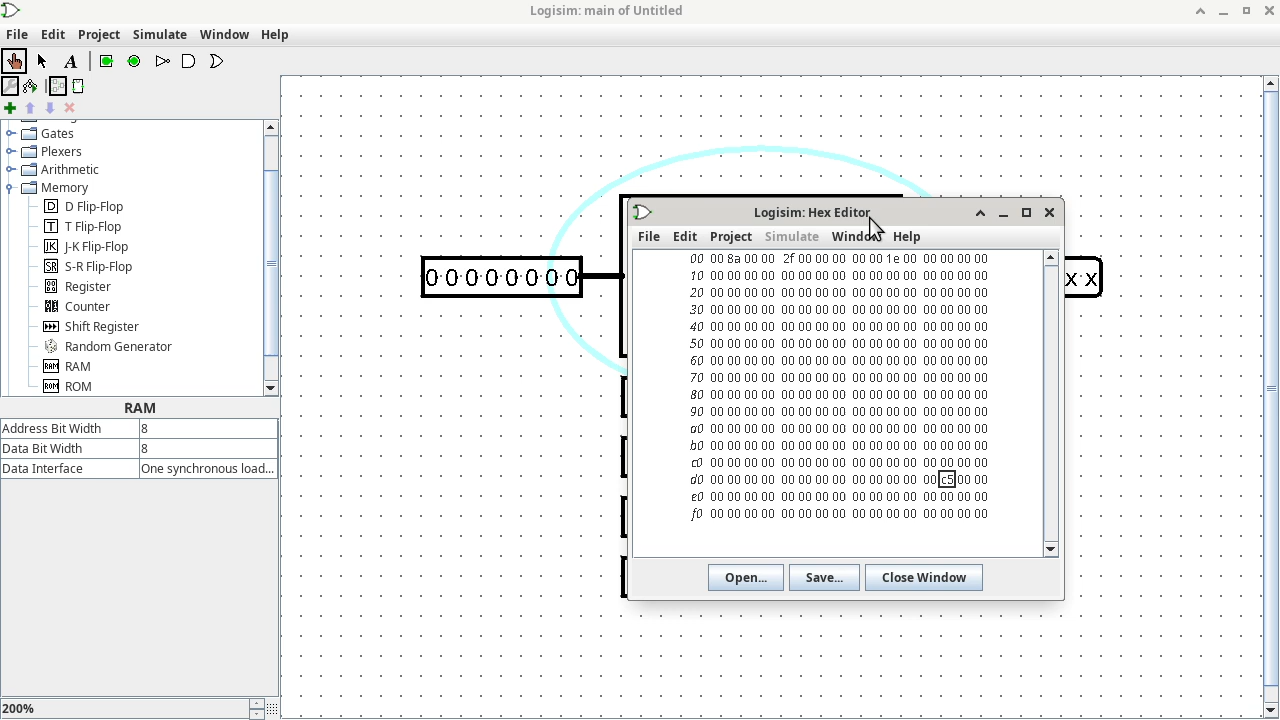 Logisim: main of Untitled
File Edit Project Simulate Window Help
A
Gates
Plexers
Arithmetic
Memory
D Flip-Flop
T Flip-Flop
J-K Flip-Flop
S-R Flip-Flop
Register
Counter
Shift Register
Random Generator
RAM
ROM
RAM
Address Bit Width 8
Data Bit Width 8
Data Interface One synchronous load...
200%
0 0 0 0 0 0 0 0
x x
Logisim: Hex Editor
File Edit Project Simulate Window Help
00 00 8a 00 00 2f 00 00 00 00 00 1e 00 00 00 00 00
10 00 00 00 00 00 00 00 00 00 00 00 00 00 00 00 00
20 00 00 00 00 00 00 00 00 00 00 00 00 00 00 00 00
30 00 00 00 00 00 00 00 00 00 00 00 00 00 00 00 00
40 00 00 00 00 00 00 00 00 00 00 00 00 00 00 00 00
50 00 00 00 00 00 00 00 00 00 00 00 00 00 00 00 00
60 00 00 00 00 00 00 00 00 00 00 00 00 00 00 00 00
70 00 00 00 00 00 00 00 00 00 00 00 00 00 00 00 00
80 00 00 00 00 00 00 00 00 00 00 00 00 00 00 00 00
90 00 00 00 00 00 00 00 00 00 00 00 00 00 00 00 00
a0 00 00 00 00 00 00 00 00 00 00 00 00 00 00 00 00
b0 00 00 00 00 00 00 00 00 00 00 00 00 00 00 00 00
c0 00 00 00 00 00 00 00 00 00 00 00 00 00 00 00 00
d0 00 00 00 00 00 00 00 00 00 00 00 00 00 c5 00 00
e0 00 00 00 00 00 00 00 00 00 00 00 00 00 00 00 00
f0 00 00 00 00 00 00 00 00 00 00 00 00 00 00 00 00
Open... Save... Close Window